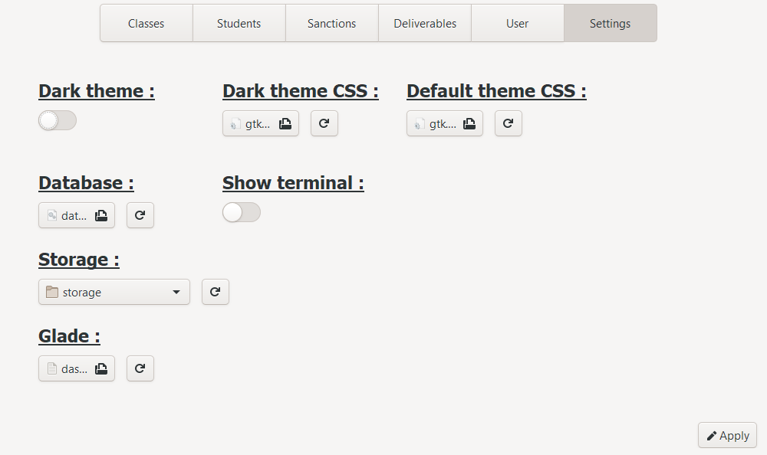 Classes Students Sanctions Deliverables User Settings
Dark theme : Dark theme CSS : Default theme CSS :
gtk... gtk....
Database : Show terminal :
dat...
Storage :
storage
Glade :
das...
Apply